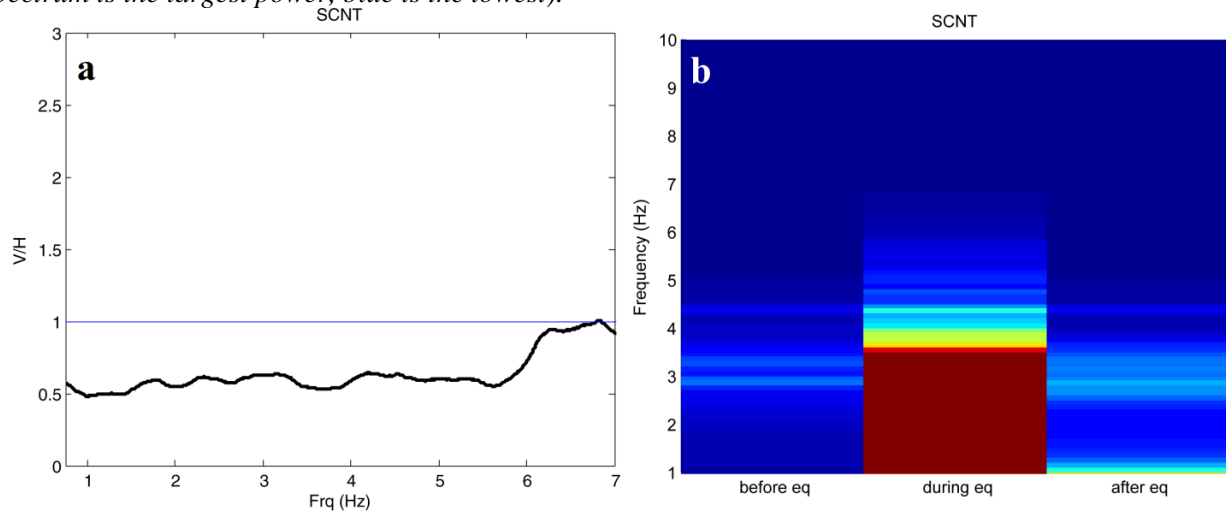 spectrum is the largest power, blue is the lowest).
SCNT
a
3
2.5
2
1.5
1
0.5
0
V/H
1 2 3 4 5 6 7
Frq (Hz)
SCNT
b
10
9
8
7
6
5
4
3
2
1
Frequency (Hz)
before eq during eq after eq